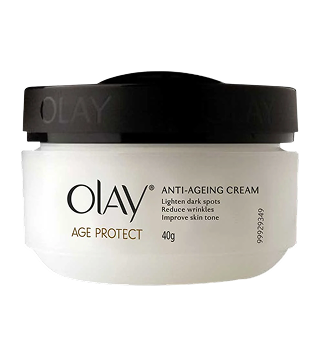 OLAY
OLAY®
AGE PROTECT
ANTI-AGEING CREAM
Lighten dark spots
Reduce wrinkles
Improve skin tone
40g
99929349